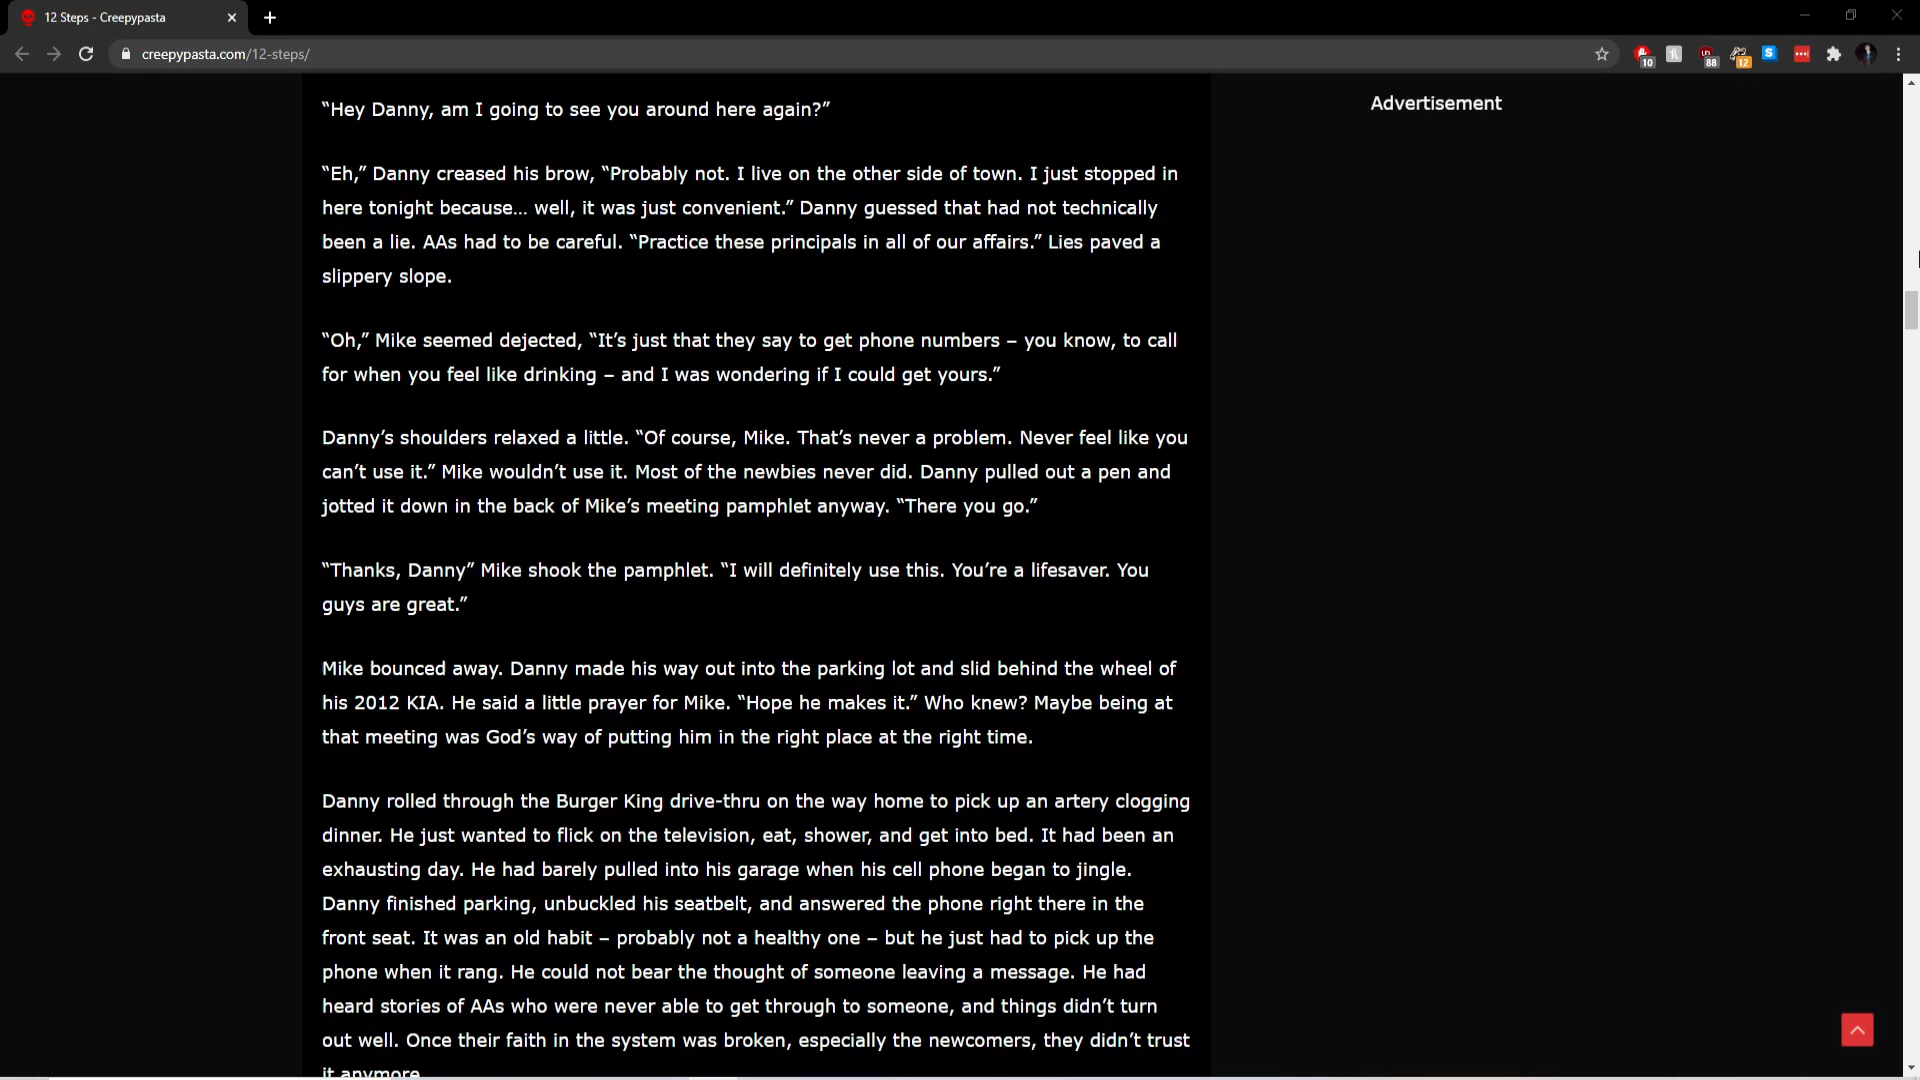 12 Steps - Creepypasta
creepypasta.com/12-steps/
10
88
12
S
“Hey Danny, am I going to see you around here again?”
Advertisement
“Eh,” Danny creased his brow, “Probably not. I live on the other side of town. I just stopped in
here tonight because… well, it was just convenient.” Danny guessed that had not technically
been a lie. AAs had to be careful. “Practice these principals in all of our affairs.” Lies paved a
slippery slope.
“Oh,” Mike seemed dejected, “It’s just that they say to get phone numbers – you know, to call
for when you feel like drinking – and I was wondering if I could get yours.”
Danny’s shoulders relaxed a little. “Of course, Mike. That’s never a problem. Never feel like you
can’t use it.” Mike wouldn’t use it. Most of the newbies never did. Danny pulled out a pen and
jotted it down in the back of Mike’s meeting pamphlet anyway. “There you go.”
“Thanks, Danny” Mike shook the pamphlet. “I will definitely use this. You’re a lifesaver. You
guys are great.”
Mike bounced away. Danny made his way out into the parking lot and slid behind the wheel of
his 2012 KIA. He said a little prayer for Mike. “Hope he makes it.” Who knew? Maybe being at
that meeting was God’s way of putting him in the right place at the right time.
Danny rolled through the Burger King drive-thru on the way home to pick up an artery clogging
dinner. He just wanted to flick on the television, eat, shower, and get into bed. It had been an
exhausting day. He had barely pulled into his garage when his cell phone began to jingle.
Danny finished parking, unbuckled his seatbelt, and answered the phone right there in the
front seat. It was an old habit – probably not a healthy one – but he just had to pick up the
phone when it rang. He could not bear the thought of someone leaving a message. He had
heard stories of AAs who were never able to get through to someone, and things didn’t turn
out well. Once their faith in the system was broken, especially the newcomers, they didn’t trust
it anymore.